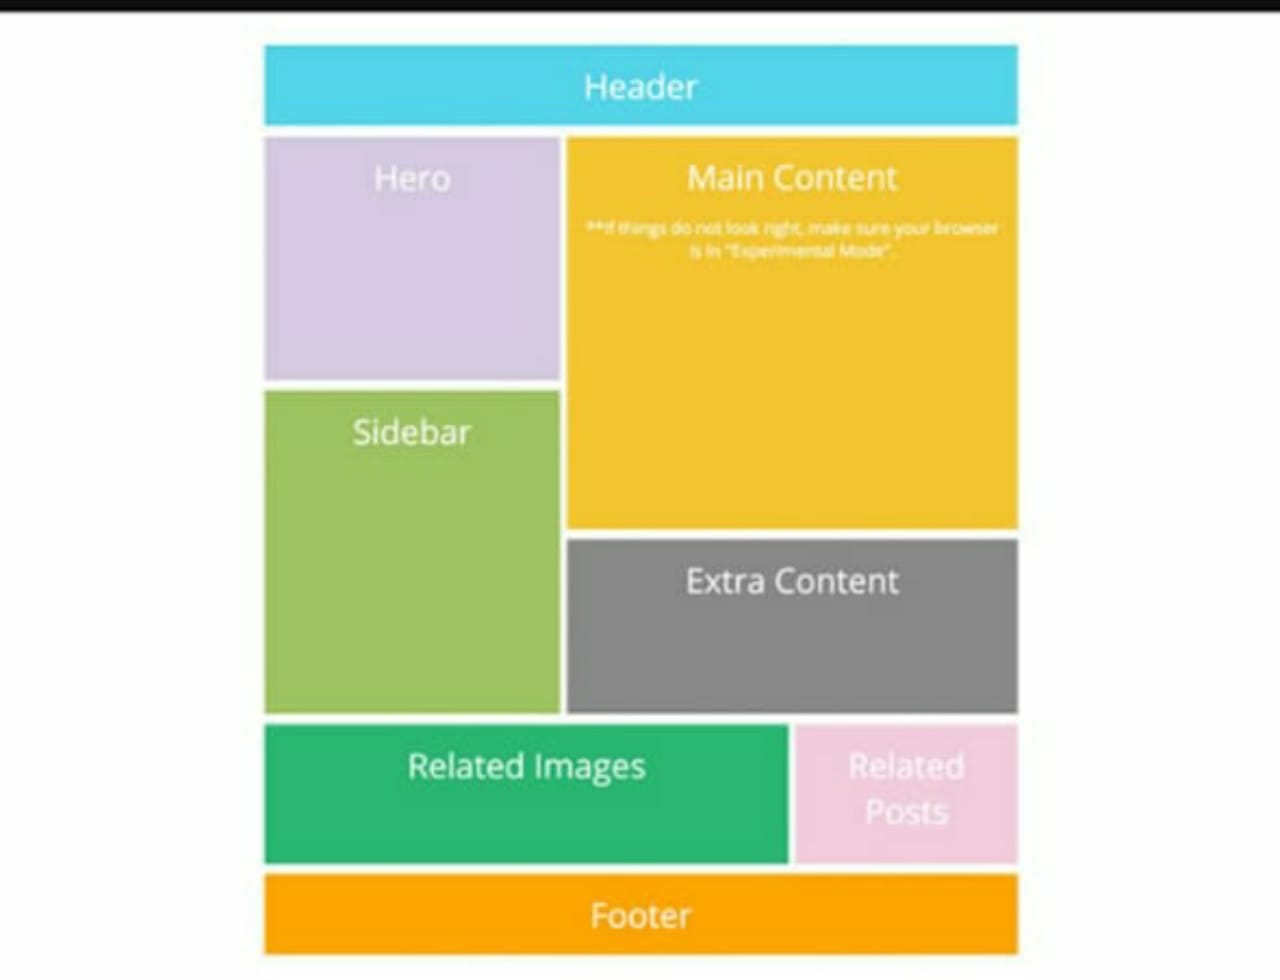 Header
Hero
Main Content
**If things do not look right, make sure your browser
is in "Experimental Mode".
Sidebar
Extra Content
Related Images
Related
Posts
Footer